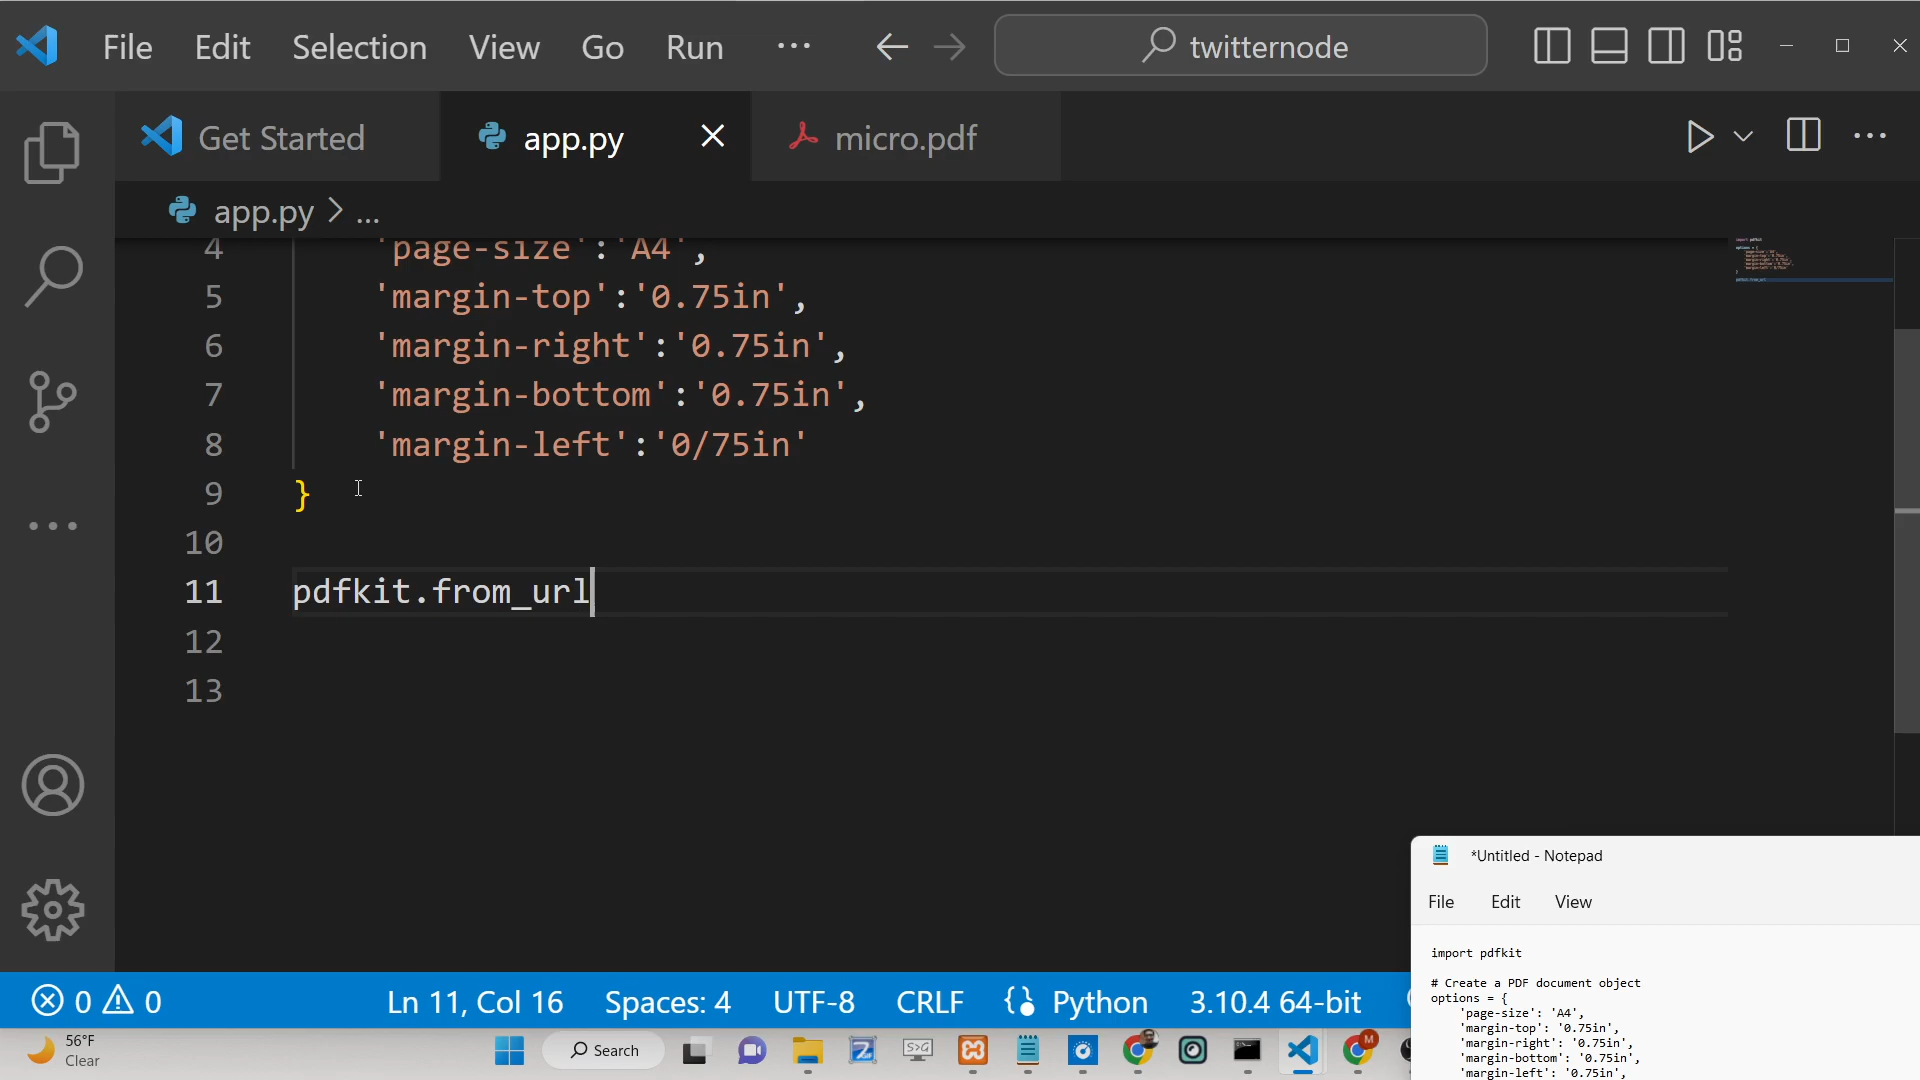 File Edit Selection View Go Run ... twitternode
Get Started app.py micro.pdf
app.py > ...
4 'page-size':'A4',
5 'margin-top':'0.75in',
6 'margin-right':'0.75in',
7 'margin-bottom':'0.75in',
8 'margin-left':'0/75in'
9 }
10
11 pdfkit.from_url
12
13
*Untitled - Notepad
File Edit View
import pdfkit
# Create a PDF document object
options = {
'page-size': 'A4',
'margin-top': '0.75in',
'margin-right': '0.75in',
'margin-bottom': '0.75in',
'margin-left': '0.75in',
0 0 Ln 11, Col 16 Spaces: 4 UTF-8 CRLF Python 3.10.4 64-bit
56°F
Clear
Search